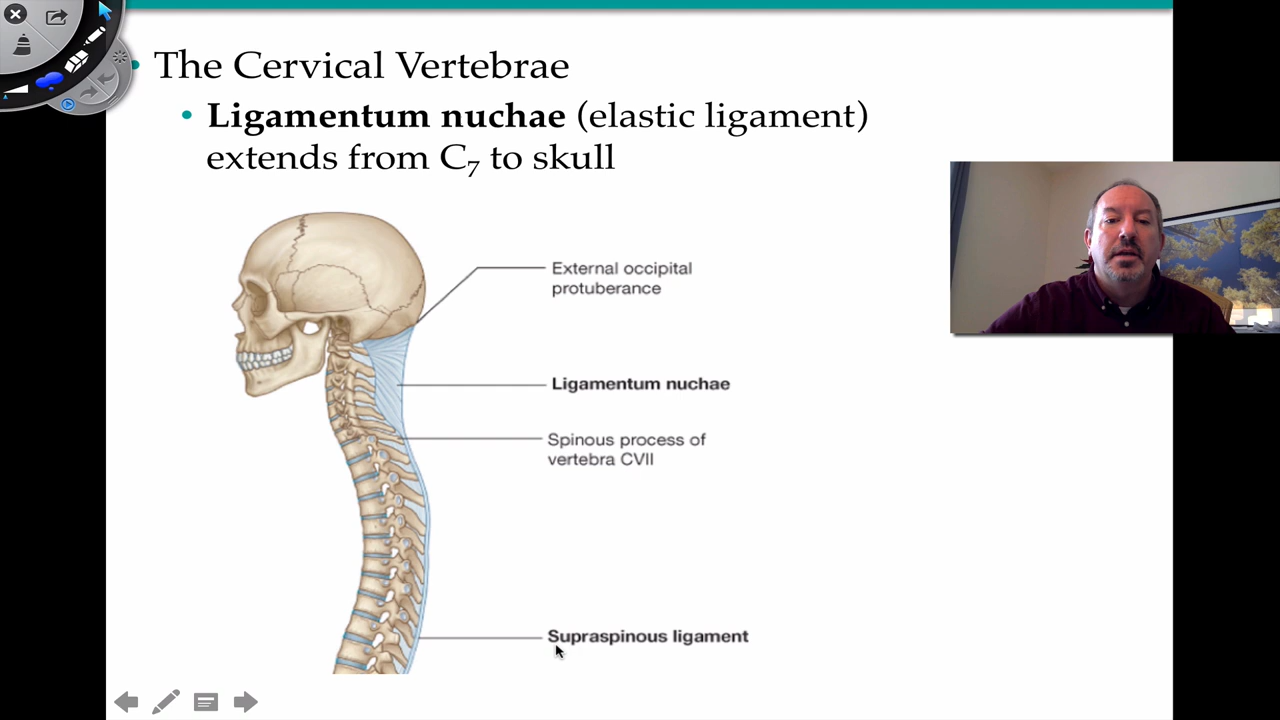 The Cervical Vertebrae
Ligamentum nuchae (elastic ligament)
extends from C₇ to skull
External occipital
protuberance
Ligamentum nuchae
Spinous process of
vertebra CVII
Supraspinous ligament